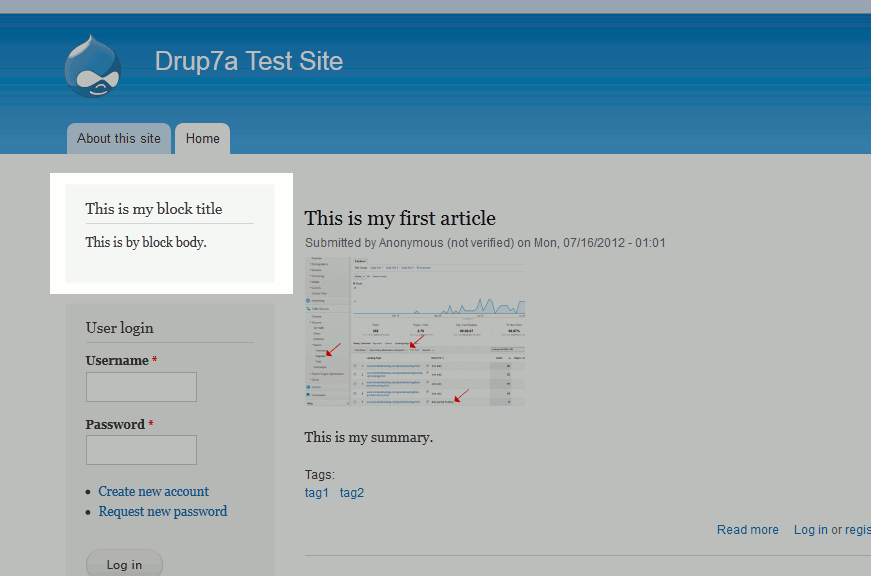 Drup7a Test Site
About this site
Home
This is my block title
This is by block body.
User login
Username *
Password *
Create new account
Request new password
Log in
This is my first article
Submitted by Anonymous (not verified) on Mon, 07/16/2012 - 01:01
This is my summary.
Tags:
tag1 tag2
Read more Log in or regis